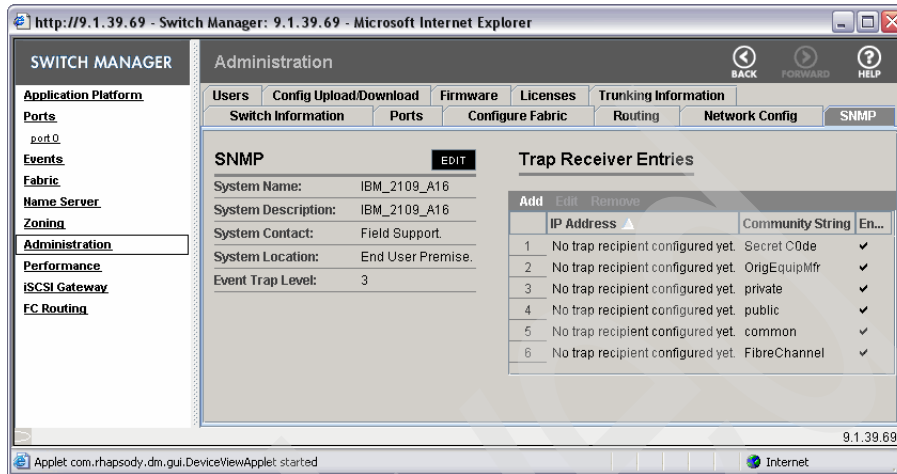 http://9.1.39.69 - Switch Manager: 9.1.39.69 - Microsoft Internet Explorer
SWITCH MANAGER
Administration
BACK
FORWARD
HELP
Application Platform
Ports
port 0
Events
Fabric
Name Server
Zoning
Administration
Performance
iSCSI Gateway
FC Routing
Users Config Upload/Download Firmware Licenses Trunking Information
Switch Information Ports Configure Fabric Routing Network Config SNMP
SNMP EDIT
System Name: IBM_2109_A16
System Description: IBM_2109_A16
System Contact: Field Support.
System Location: End User Premise.
Event Trap Level: 3
Trap Receiver Entries
Add Edit Remove
IP Address Community String En...
1 No trap recipient configured yet. Secret C0de
2 No trap recipient configured yet. OrigEquipMfr
3 No trap recipient configured yet. private
4 No trap recipient configured yet. public
5 No trap recipient configured yet. common
6 No trap recipient configured yet. FibreChannel
9.1.39.69
Applet com.rhapsody.dm.gui.DeviceViewApplet started
Internet